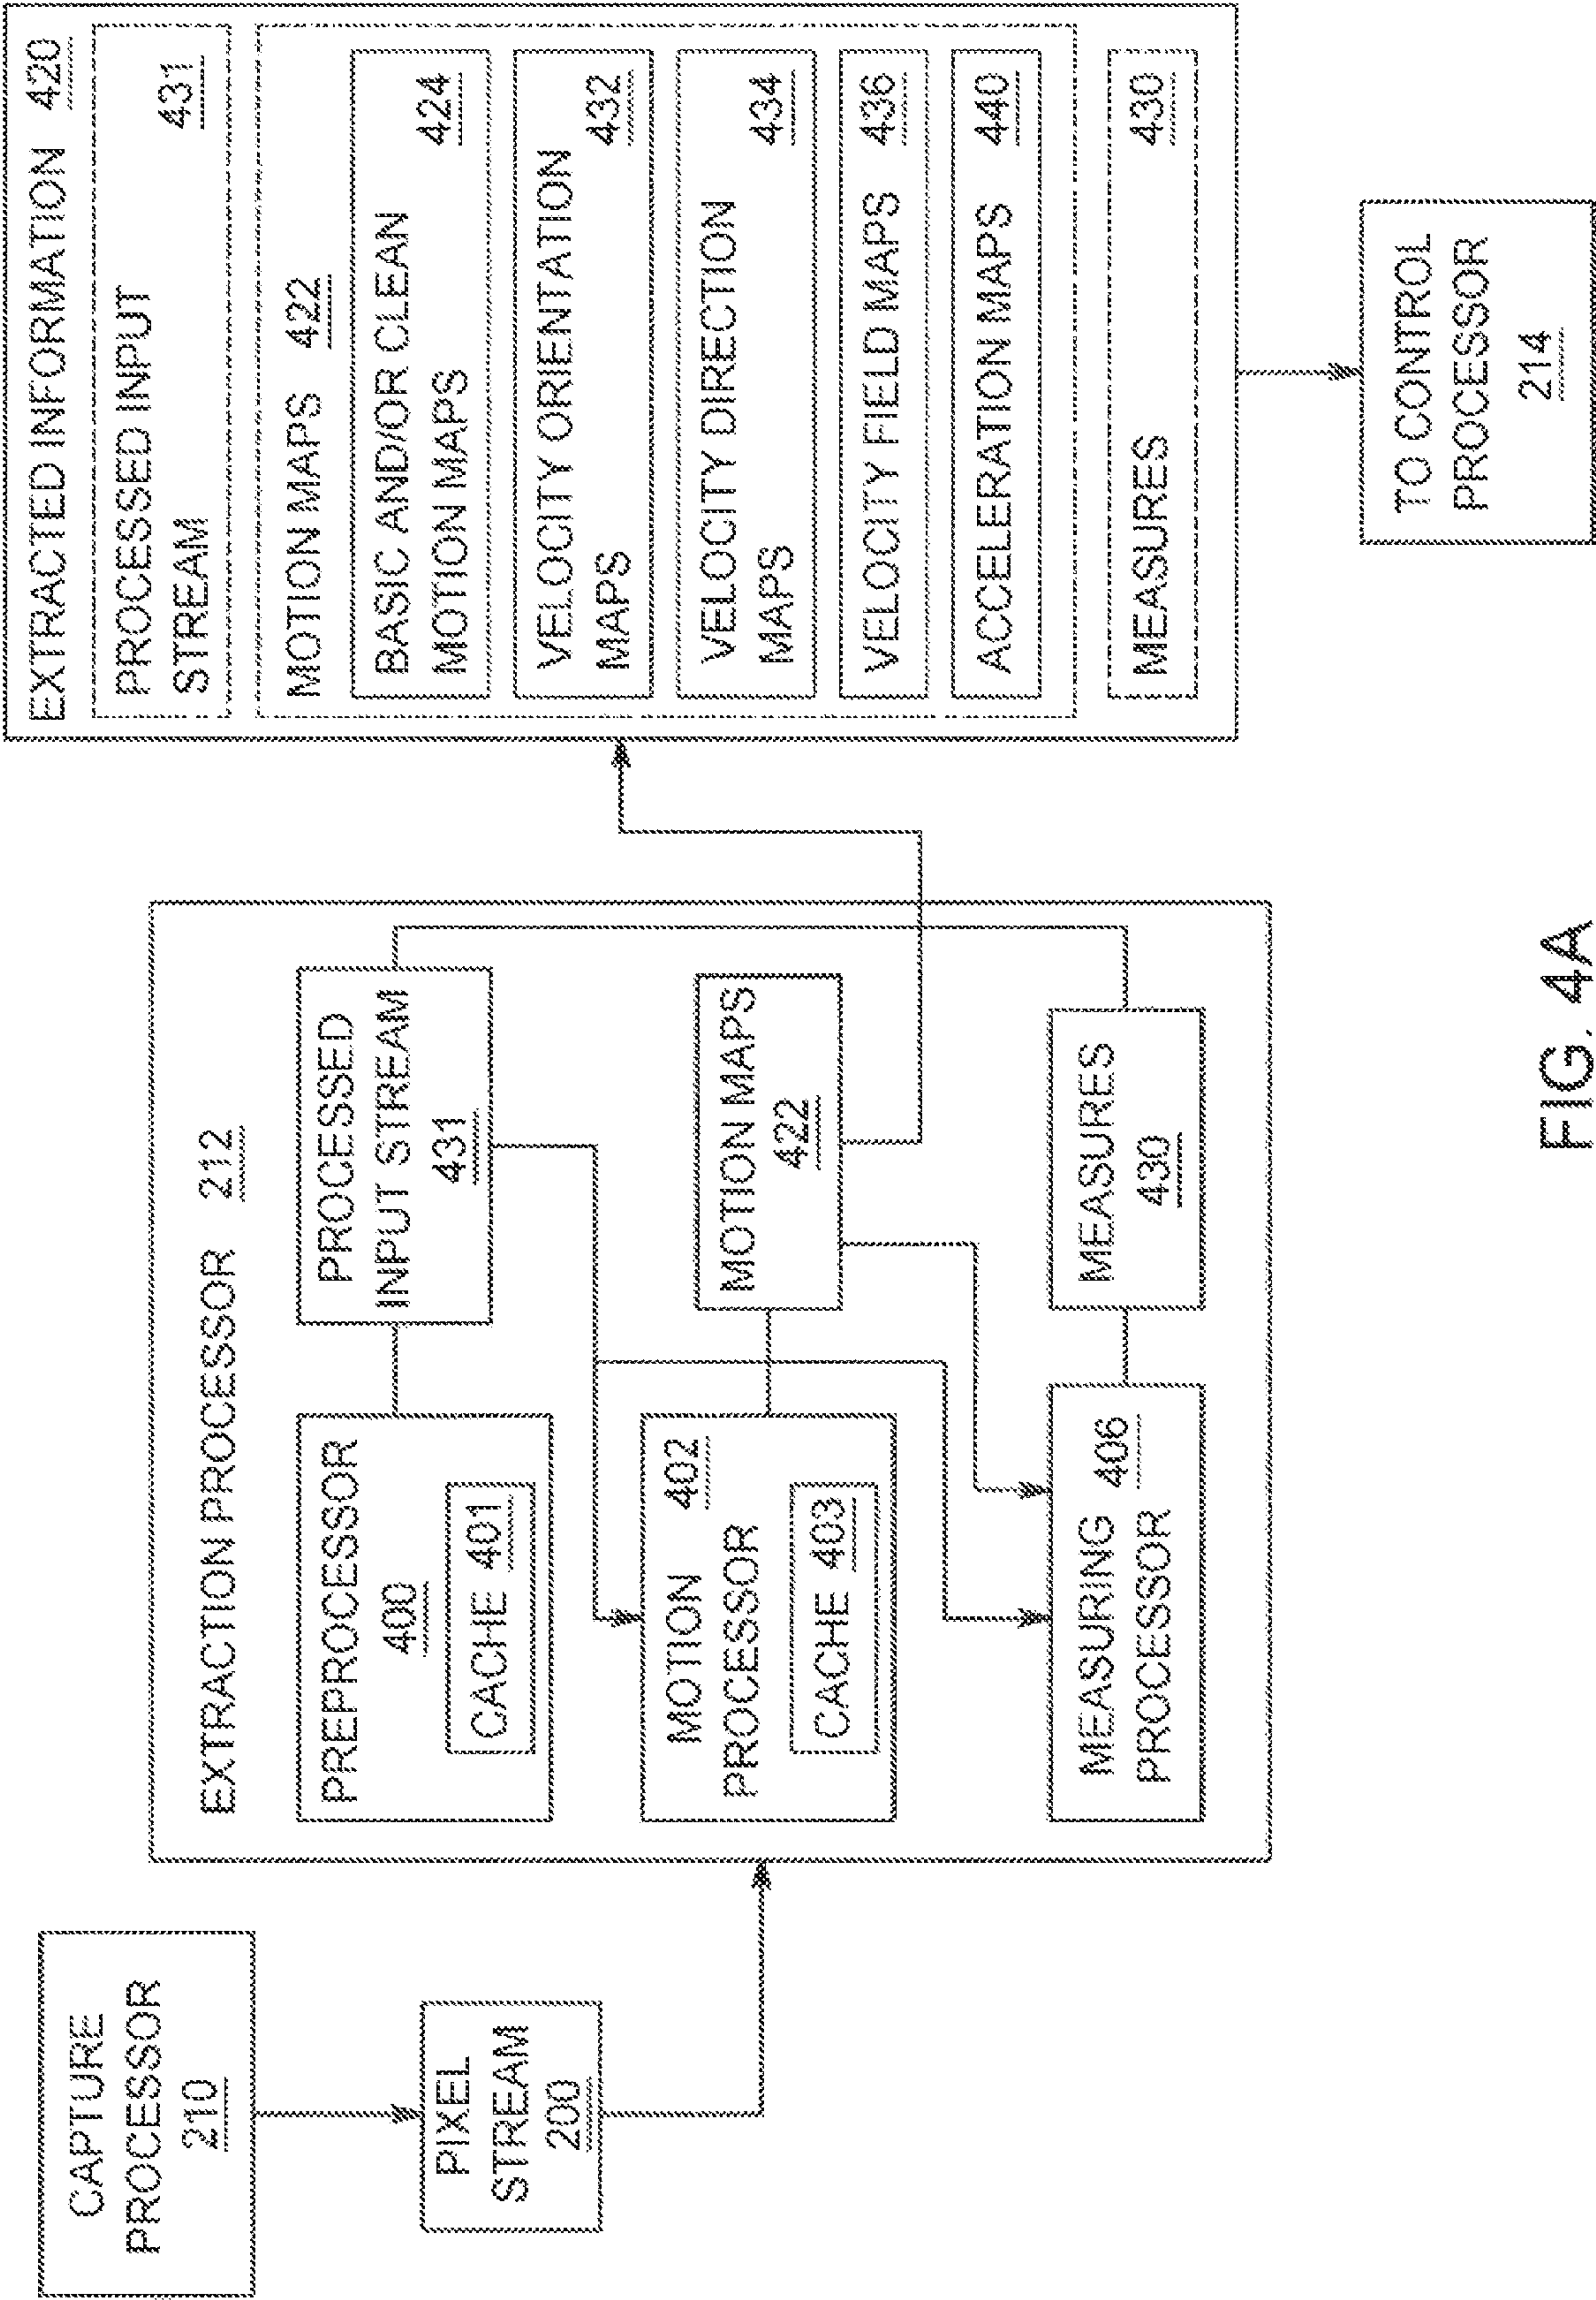 CAPTURE
PROCESSOR
210
PIXEL
STREAM
200
EXTRACTION PROCESSOR 212
PREPROCESSOR
400
CACHE 401
PROCESSED
INPUT STREAM
431
MOTION 402
PROCESSOR
CACHE 403
MOTION MAPS
422
MEASURING 406
PROCESSOR
MEASURES
430
EXTRACTED INFORMATION 420
PROCESSED INPUT
STREAM 431
MOTION MAPS 422
BASIC AND/OR CLEAN
MOTION MAPS 424
VELOCITY ORIENTATION
MAPS 432
VELOCITY DIRECTION
MAPS 434
VELOCITY FIELD MAPS 436
ACCELERATION MAPS 440
MEASURES 430
TO CONTROL
PROCESSOR
214
FIG. 4A